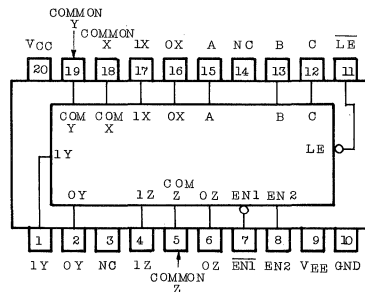 COMMON
Y COMMON
VCC X 1X 0X A NC B C LE
20 19 18 17 16 15 14 13 12 11
COM COM 1X 0X A B C
Y X
1Y LE
COM
0Y 1Z Z 0Z EN1 EN2
1 2 3 4 5 6 7 8 9 10
1Y 0Y NC 1Z 0Z EN1 EN2 VEE GND
COMMON
Z